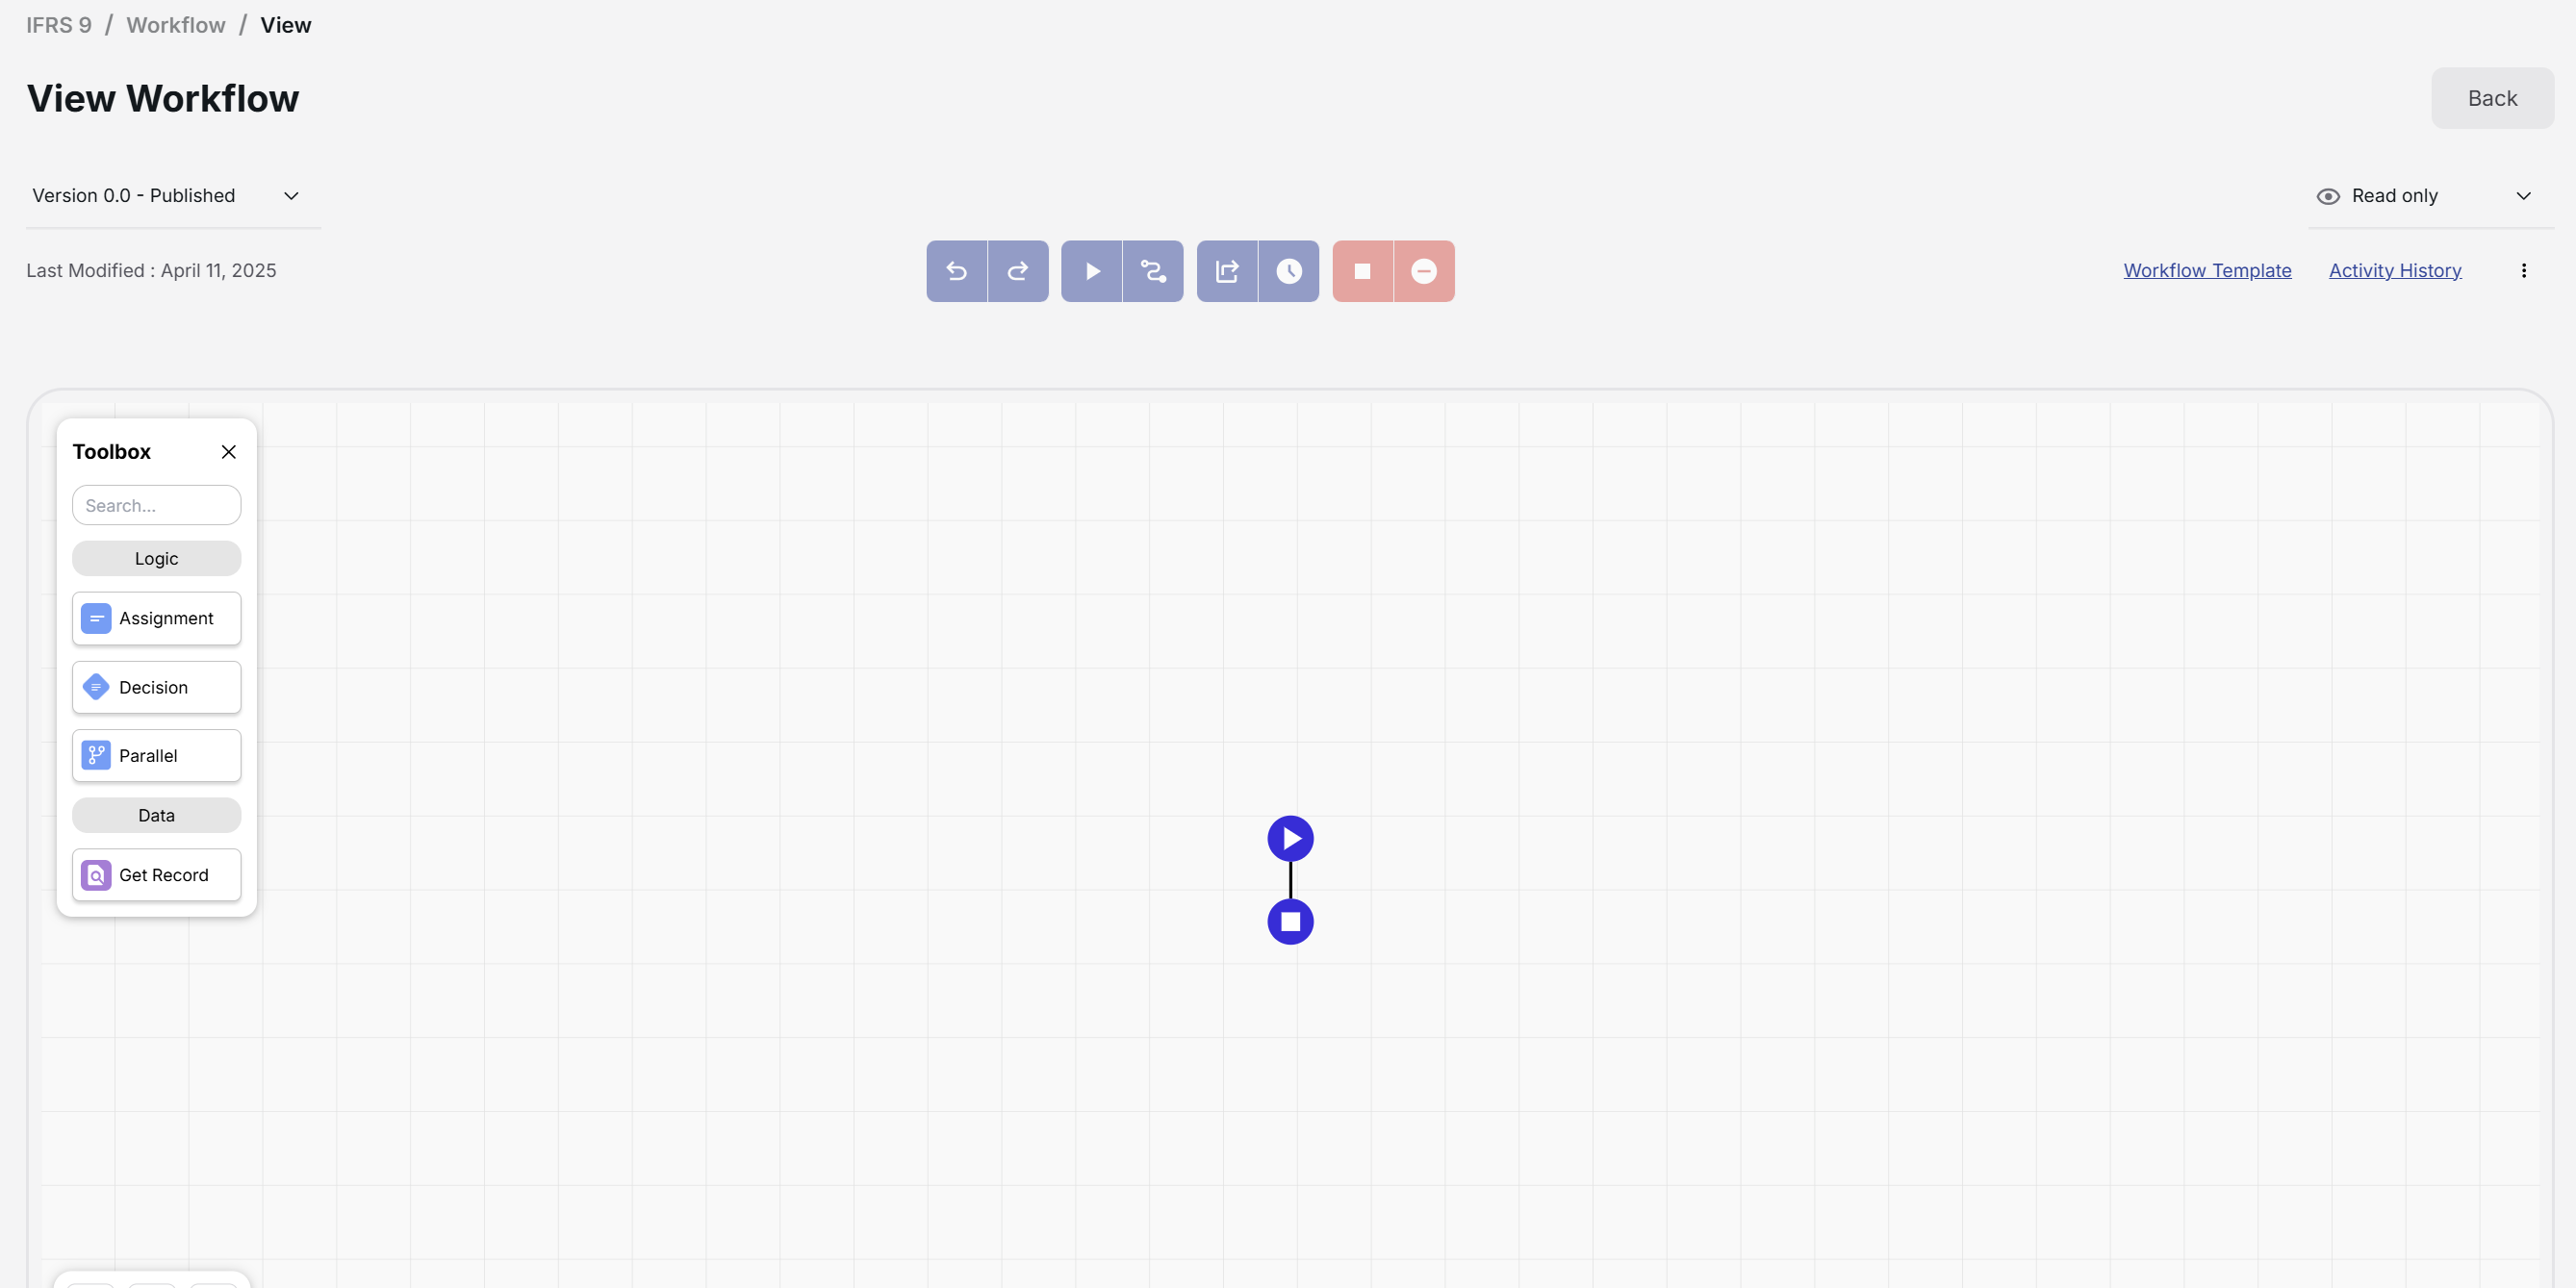 IFRS 9 / Workflow / View
View Workflow
Back
Version 0.0 - Published
Read only
Last Modified : April 11, 2025
Workflow Template
Activity History
Toolbox
Search...
Logic
Assignment
Decision
Parallel
Data
Get Record